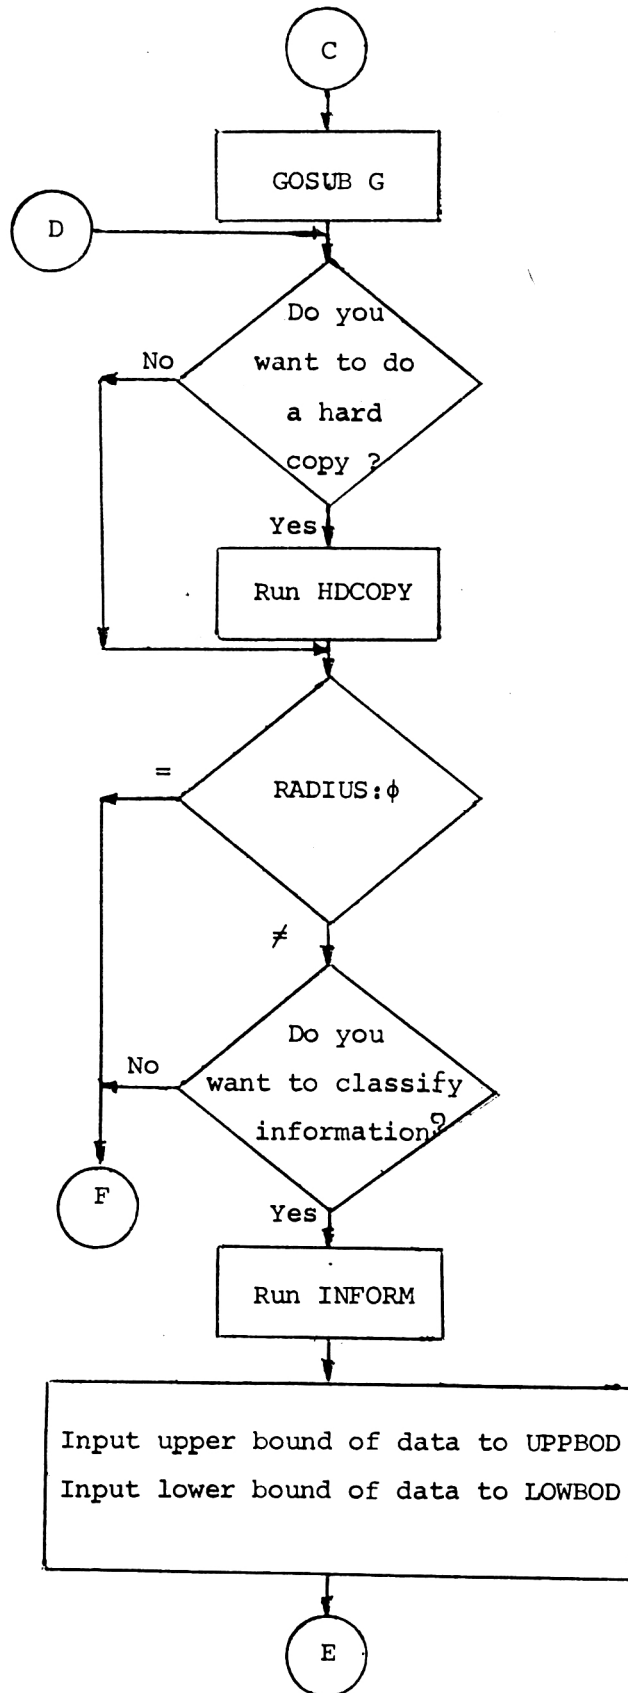 C
GOSUB G
D
Do you
No
want to do
a hard
copy ?
Yes
Run HDCOPY
=
RADIUS:ϕ
≠
Do you
No
want to classify
information?
F
Yes
Run INFORM
Input upper bound of data to UPPBOD
Input lower bound of data to LOWBOD
E